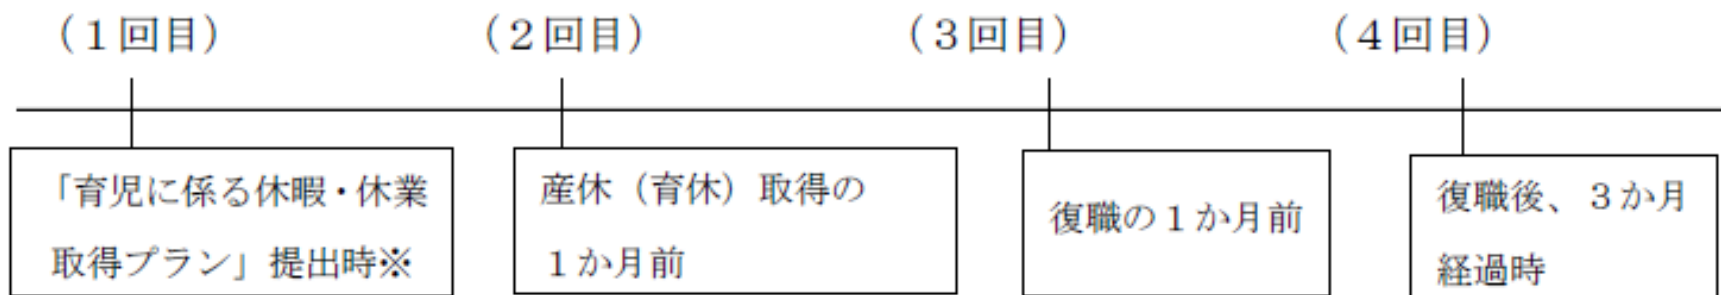 （１回目）
（２回目）
（３回目）
（４回目）
「育児に係る休暇・休業
取得プラン」提出時※
産休（育休）取得の
１か月前
復職の１か月前
復職後、３か月
経過時